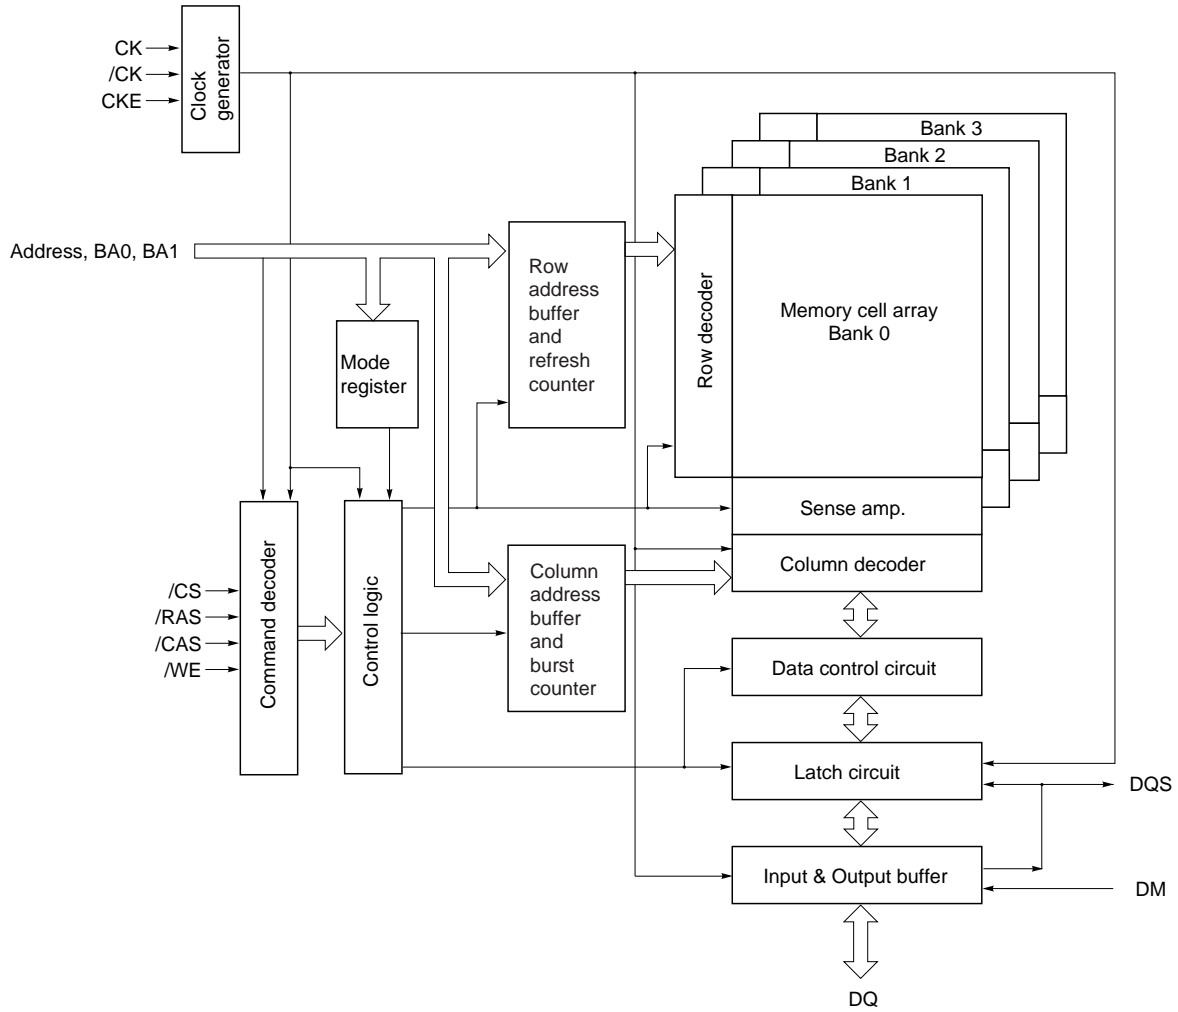 CK
/CK
CKE
Clock
generator
Bank 3
Bank 2
Bank 1
Address, BA0, BA1
Row
address
buffer
and
refresh
counter
Row decoder
Memory cell array
Bank 0
Mode
register
Sense amp.
Command decoder
Control logic
Column
address
buffer
and
burst
counter
Column decoder
/CS
/RAS
/CAS
/WE
Data control circuit
Latch circuit
DQS
Input & Output buffer
DM
DQ